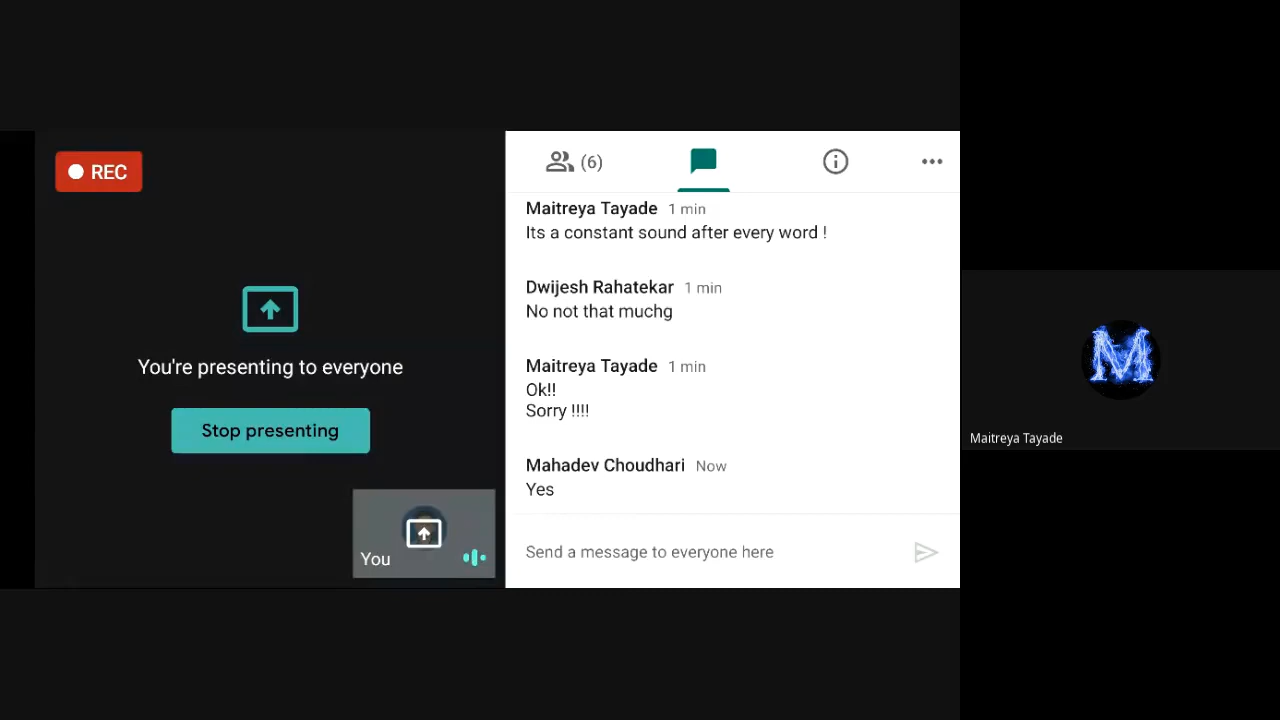 REC
You're presenting to everyone
Stop presenting
You
(6)
Maitreya Tayade 1 min
Its a constant sound after every word !
Dwijesh Rahatekar 1 min
No not that muchg
Maitreya Tayade 1 min
Ok!!
Sorry !!!!
Mahadev Choudhari Now
Yes
Send a message to everyone here
M
Maitreya Tayade